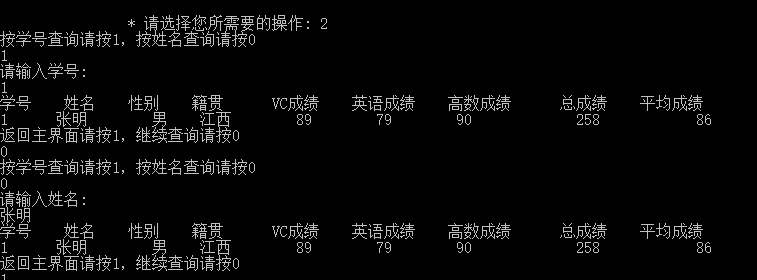 * 请选择您所需要的操作: 2
按学号查询请按1, 按姓名查询请按0
1
请输入学号:
1
学号 姓名 性别 籍贯 VC成绩 英语成绩 高数成绩 总成绩 平均成绩
1 张明 男 江西 89 79 90 258 86
返回主界面请按1, 继续查询请按0
0
按学号查询请按1, 按姓名查询请按0
0
请输入姓名:
张明
学号 姓名 性别 籍贯 VC成绩 英语成绩 高数成绩 总成绩 平均成绩
1 张明 男 江西 89 79 90 258 86
返回主界面请按1, 继续查询请按0
1